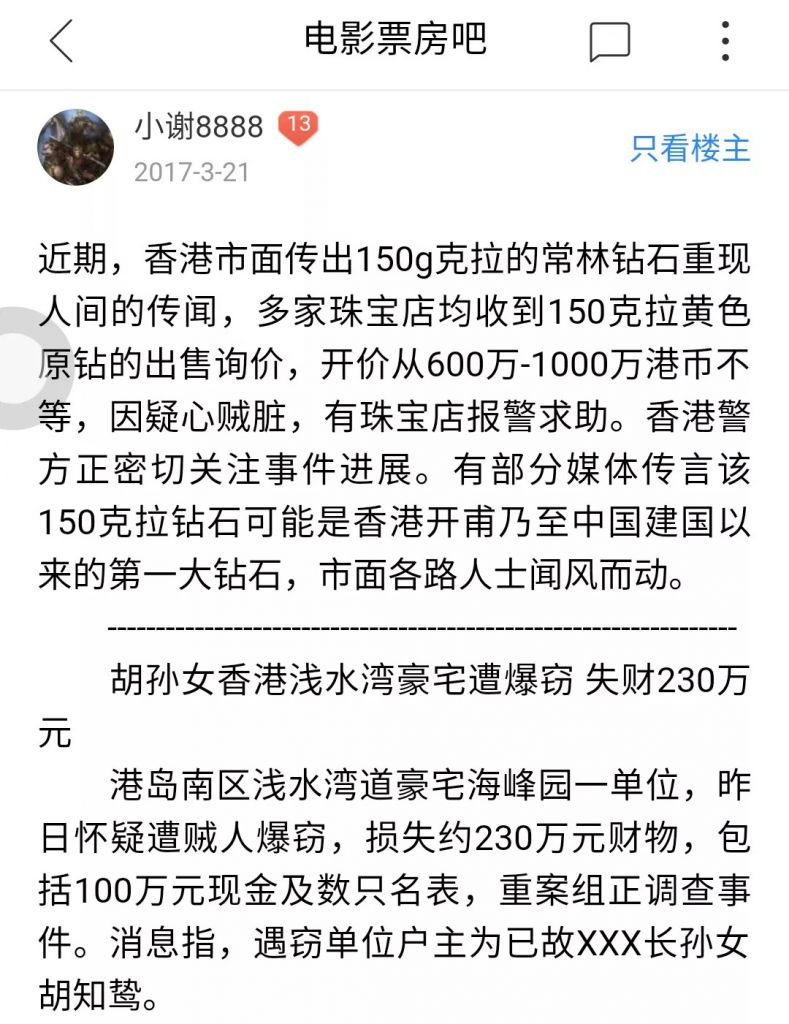 电影票房吧
小谢8888 13
2017-3-21
只看楼主
近期，香港市面传出150g克拉的常林钻石重现
人间的传闻，多家珠宝店均收到150克拉黄色
原钻的出售询价，开价从600万-1000万港币不
等，因疑心贼脏，有珠宝店报警求助。香港警
方正密切关注事件进展。有部分媒体传言该
150克拉钻石可能是香港开甫乃至中国建国以
来的第一大钻石，市面各路人士闻风而动。
------------------------------------------------------------------
胡孙女香港浅水湾豪宅遭爆窃 失财230万
元
港岛南区浅水湾道豪宅海峰园一单位，昨
日怀疑遭贼人爆窃，损失约230万元财物，包
括100万元现金及数只名表，重案组正调查事
件。消息指，遇窃单位户主为已故XXX长孙女
胡知鸷。